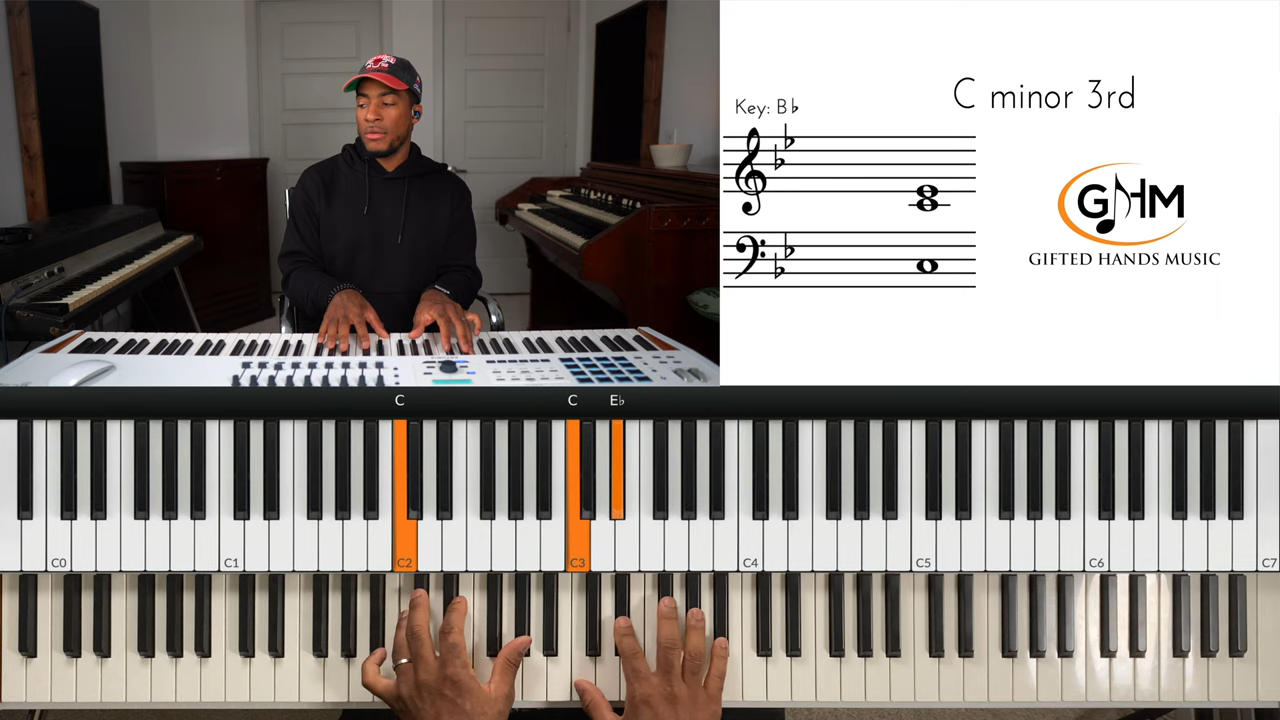 C minor 3rd
Key: B♭
GHM
GIFTED HANDS MUSIC
C C E♭
C0 C1 C2 C3 C4 C5 C6 C7